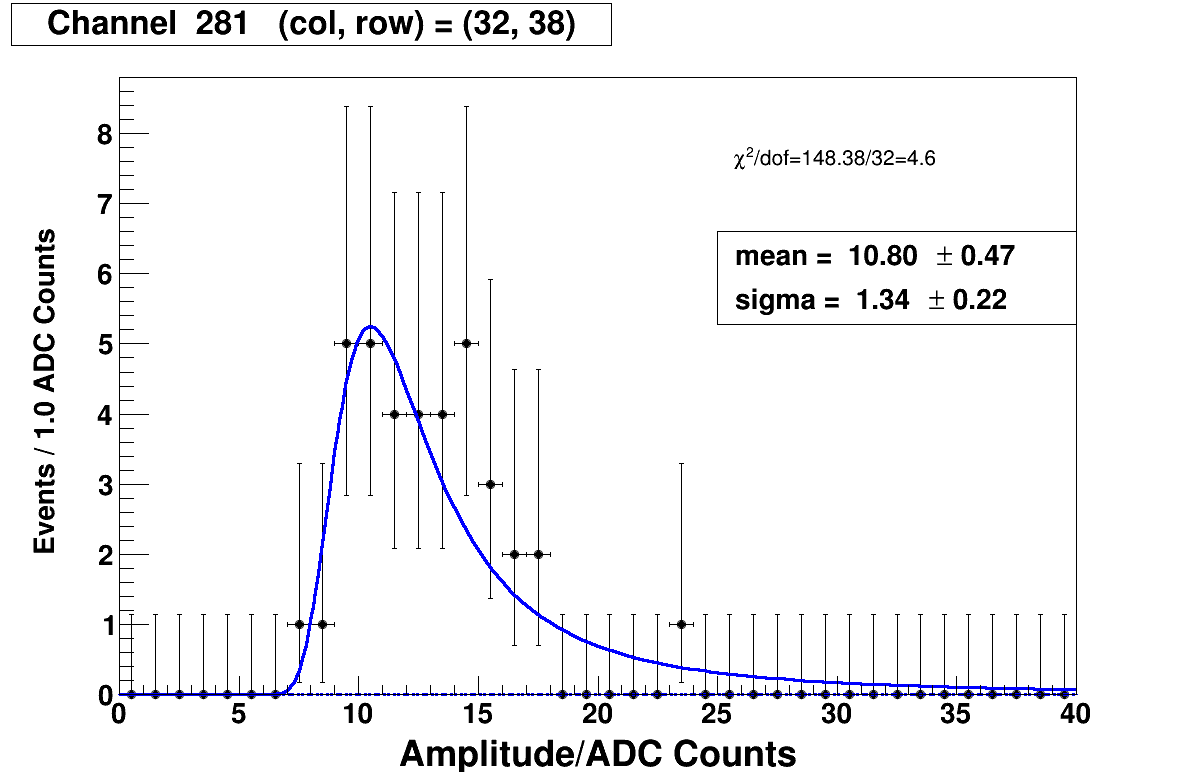 Channel  281   (col, row) = (32, 38)
χ²/dof=148.38/32=4.6
mean =  10.80  ± 0.47
sigma =  1.34  ± 0.22
Events / 1.0 ADC Counts
8
7
6
5
4
3
2
1
0
0 5 10 15 20 25 30 35 40
Amplitude/ADC Counts